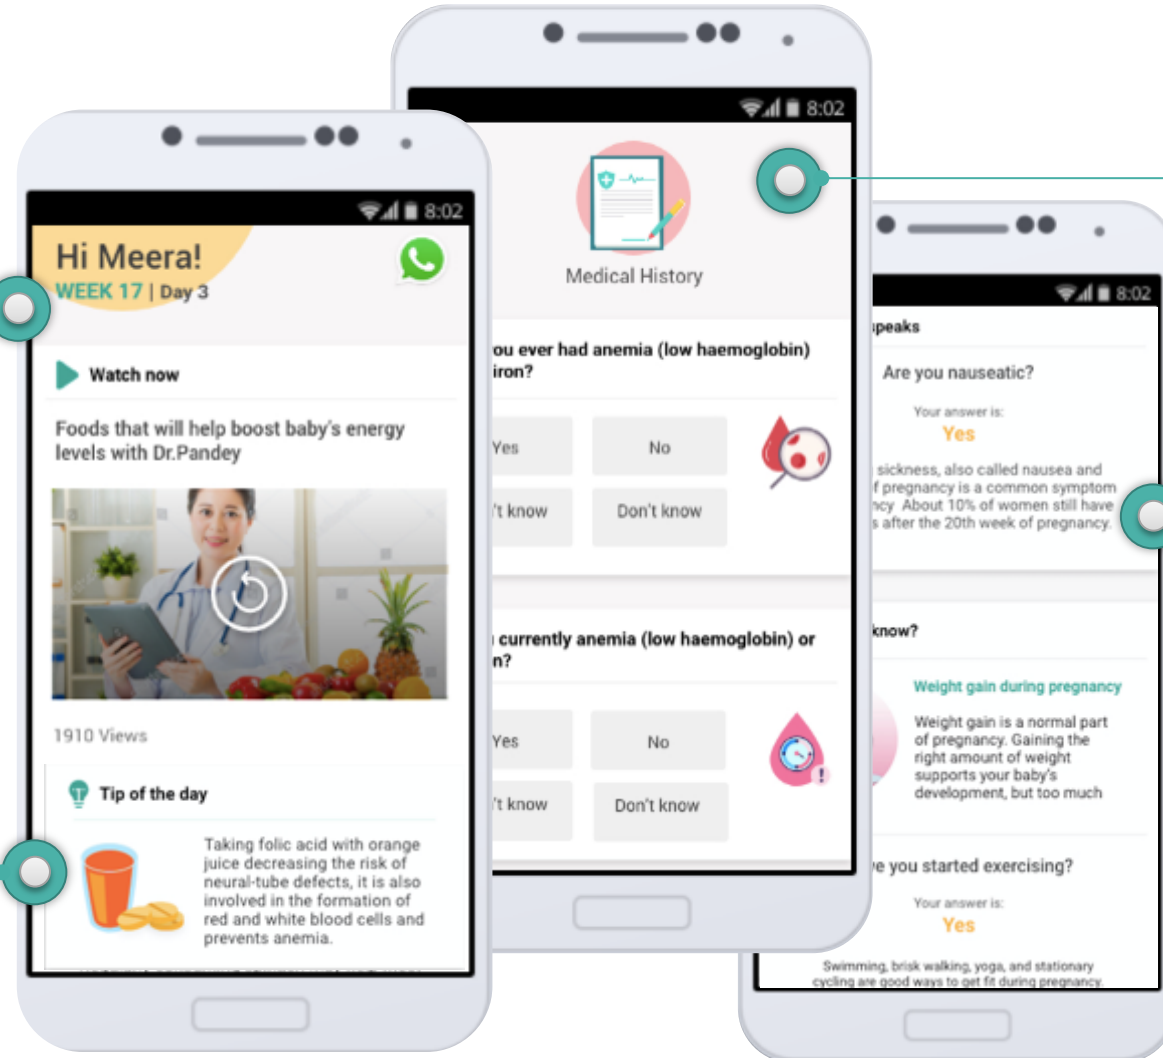 8:02
Hi Meera!
WEEK 17 | Day 3
Watch now
Foods that will help boost baby's energy
levels with Dr.Pandey
1910 Views
Tip of the day
Taking folic acid with orange
juice decreasing the risk of
neural-tube defects, it is also
involved in the formation of
red and white blood cells and
prevents anemia.
8:02
Medical History
ou ever had anemia (low haemoglobin)
iron?
Yes
No
't know
Don't know
currently anemia (low haemoglobin) or
n?
Yes
No
't know
Don't know
8:02
speaks
Are you nauseatic?
Your answer is:
Yes
sickness, also called nausea and
f pregnancy is a common symptom
ncy About 10% of women still have
s after the 20th week of pregnancy.
know?
Weight gain during pregnancy
Weight gain is a normal part
of pregnancy. Gaining the
right amount of weight
supports your baby's
development, but too much
e you started exercising?
Your answer is:
Yes
Swimming, brisk walking, yoga, and stationary
cycling are good ways to get fit during pregnancy.